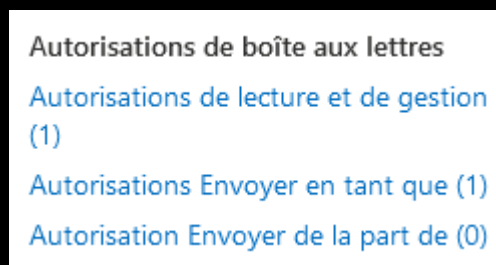 Autorisations de boîte aux lettres
Autorisations de lecture et de gestion
(1)
Autorisations Envoyer en tant que (1)
Autorisation Envoyer de la part de (0)